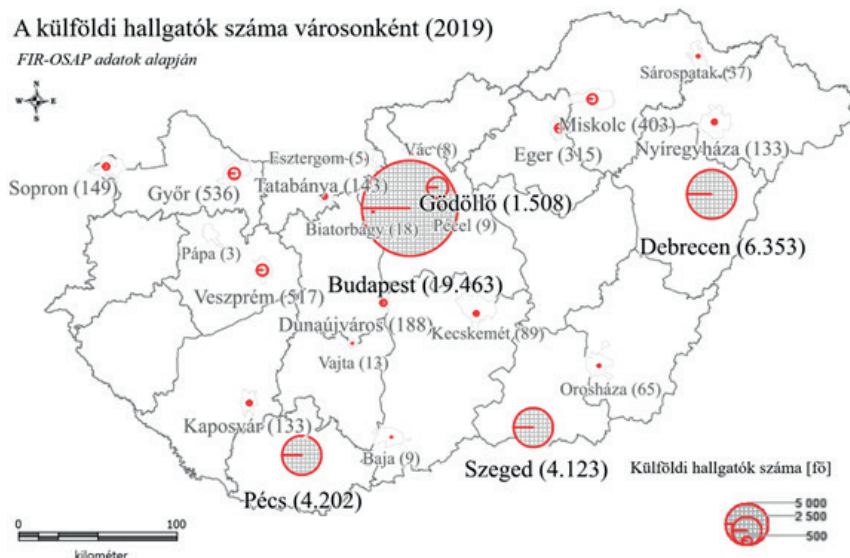 A külföldi hallgatók száma városonként (2019)
FIR-OSAP adatok alapján
N
W E
S
Sárospatak (37)
Miskolc (403)
Vác (8)
Eger (315)
Nyíregyháza (133)
Esztergom (5)
Sopron (149)
Győr (536)
Tatabánya (143)
Gödöllő (1.508)
Biatorbágy (18)
Pécel (9)
Debrecen (6.353)
Pápa (3)
Veszprém (517)
Budapest (19.463)
Dunaújváros (188)
Kecskemét (89)
Vajta (13)
Orosháza (65)
Kaposvár (133)
Baja (9)
Szeged (4.123)
Pécs (4.202)
Külföldi hallgatók száma [fő]
5 000
2 500
500
0 100
kilométer